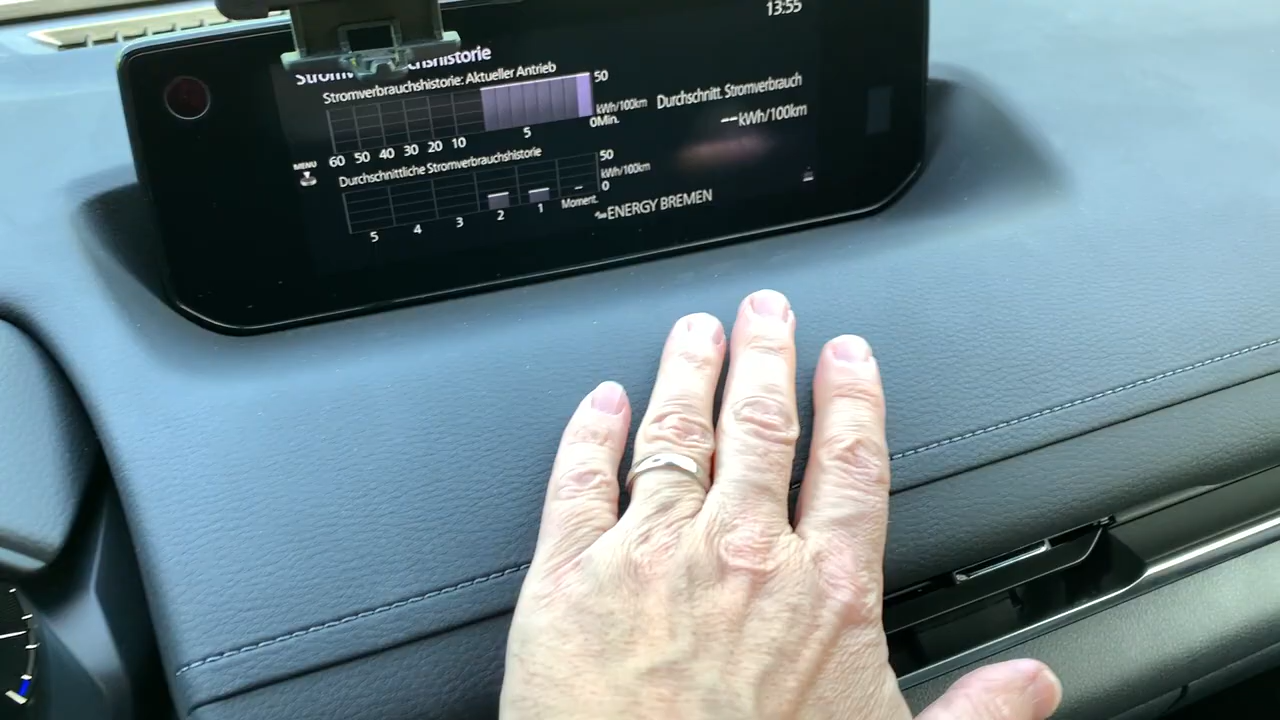 13:55
Stromverbrauchshistorie: Aktueller Antrieb
50
kWh/100km
0Min.
5
60 50 40 30 20 10
MENU
Durchschnittliche Stromverbrauchshistorie
50
kWh/100km
0
Moment.
5 4 3 2 1
Durchschnitt. Stromverbrauch
--kWh/100km
ENERGY BREMEN